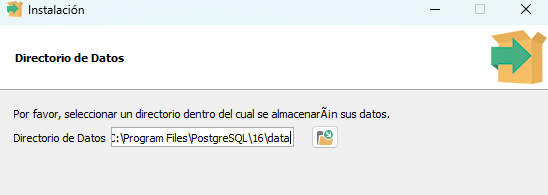 Instalación
Directorio de Datos
Por favor, seleccionar un directorio dentro del cual se almacenarÃin sus datos.
Directorio de Datos C:\Program Files\PostgreSQL\16\data